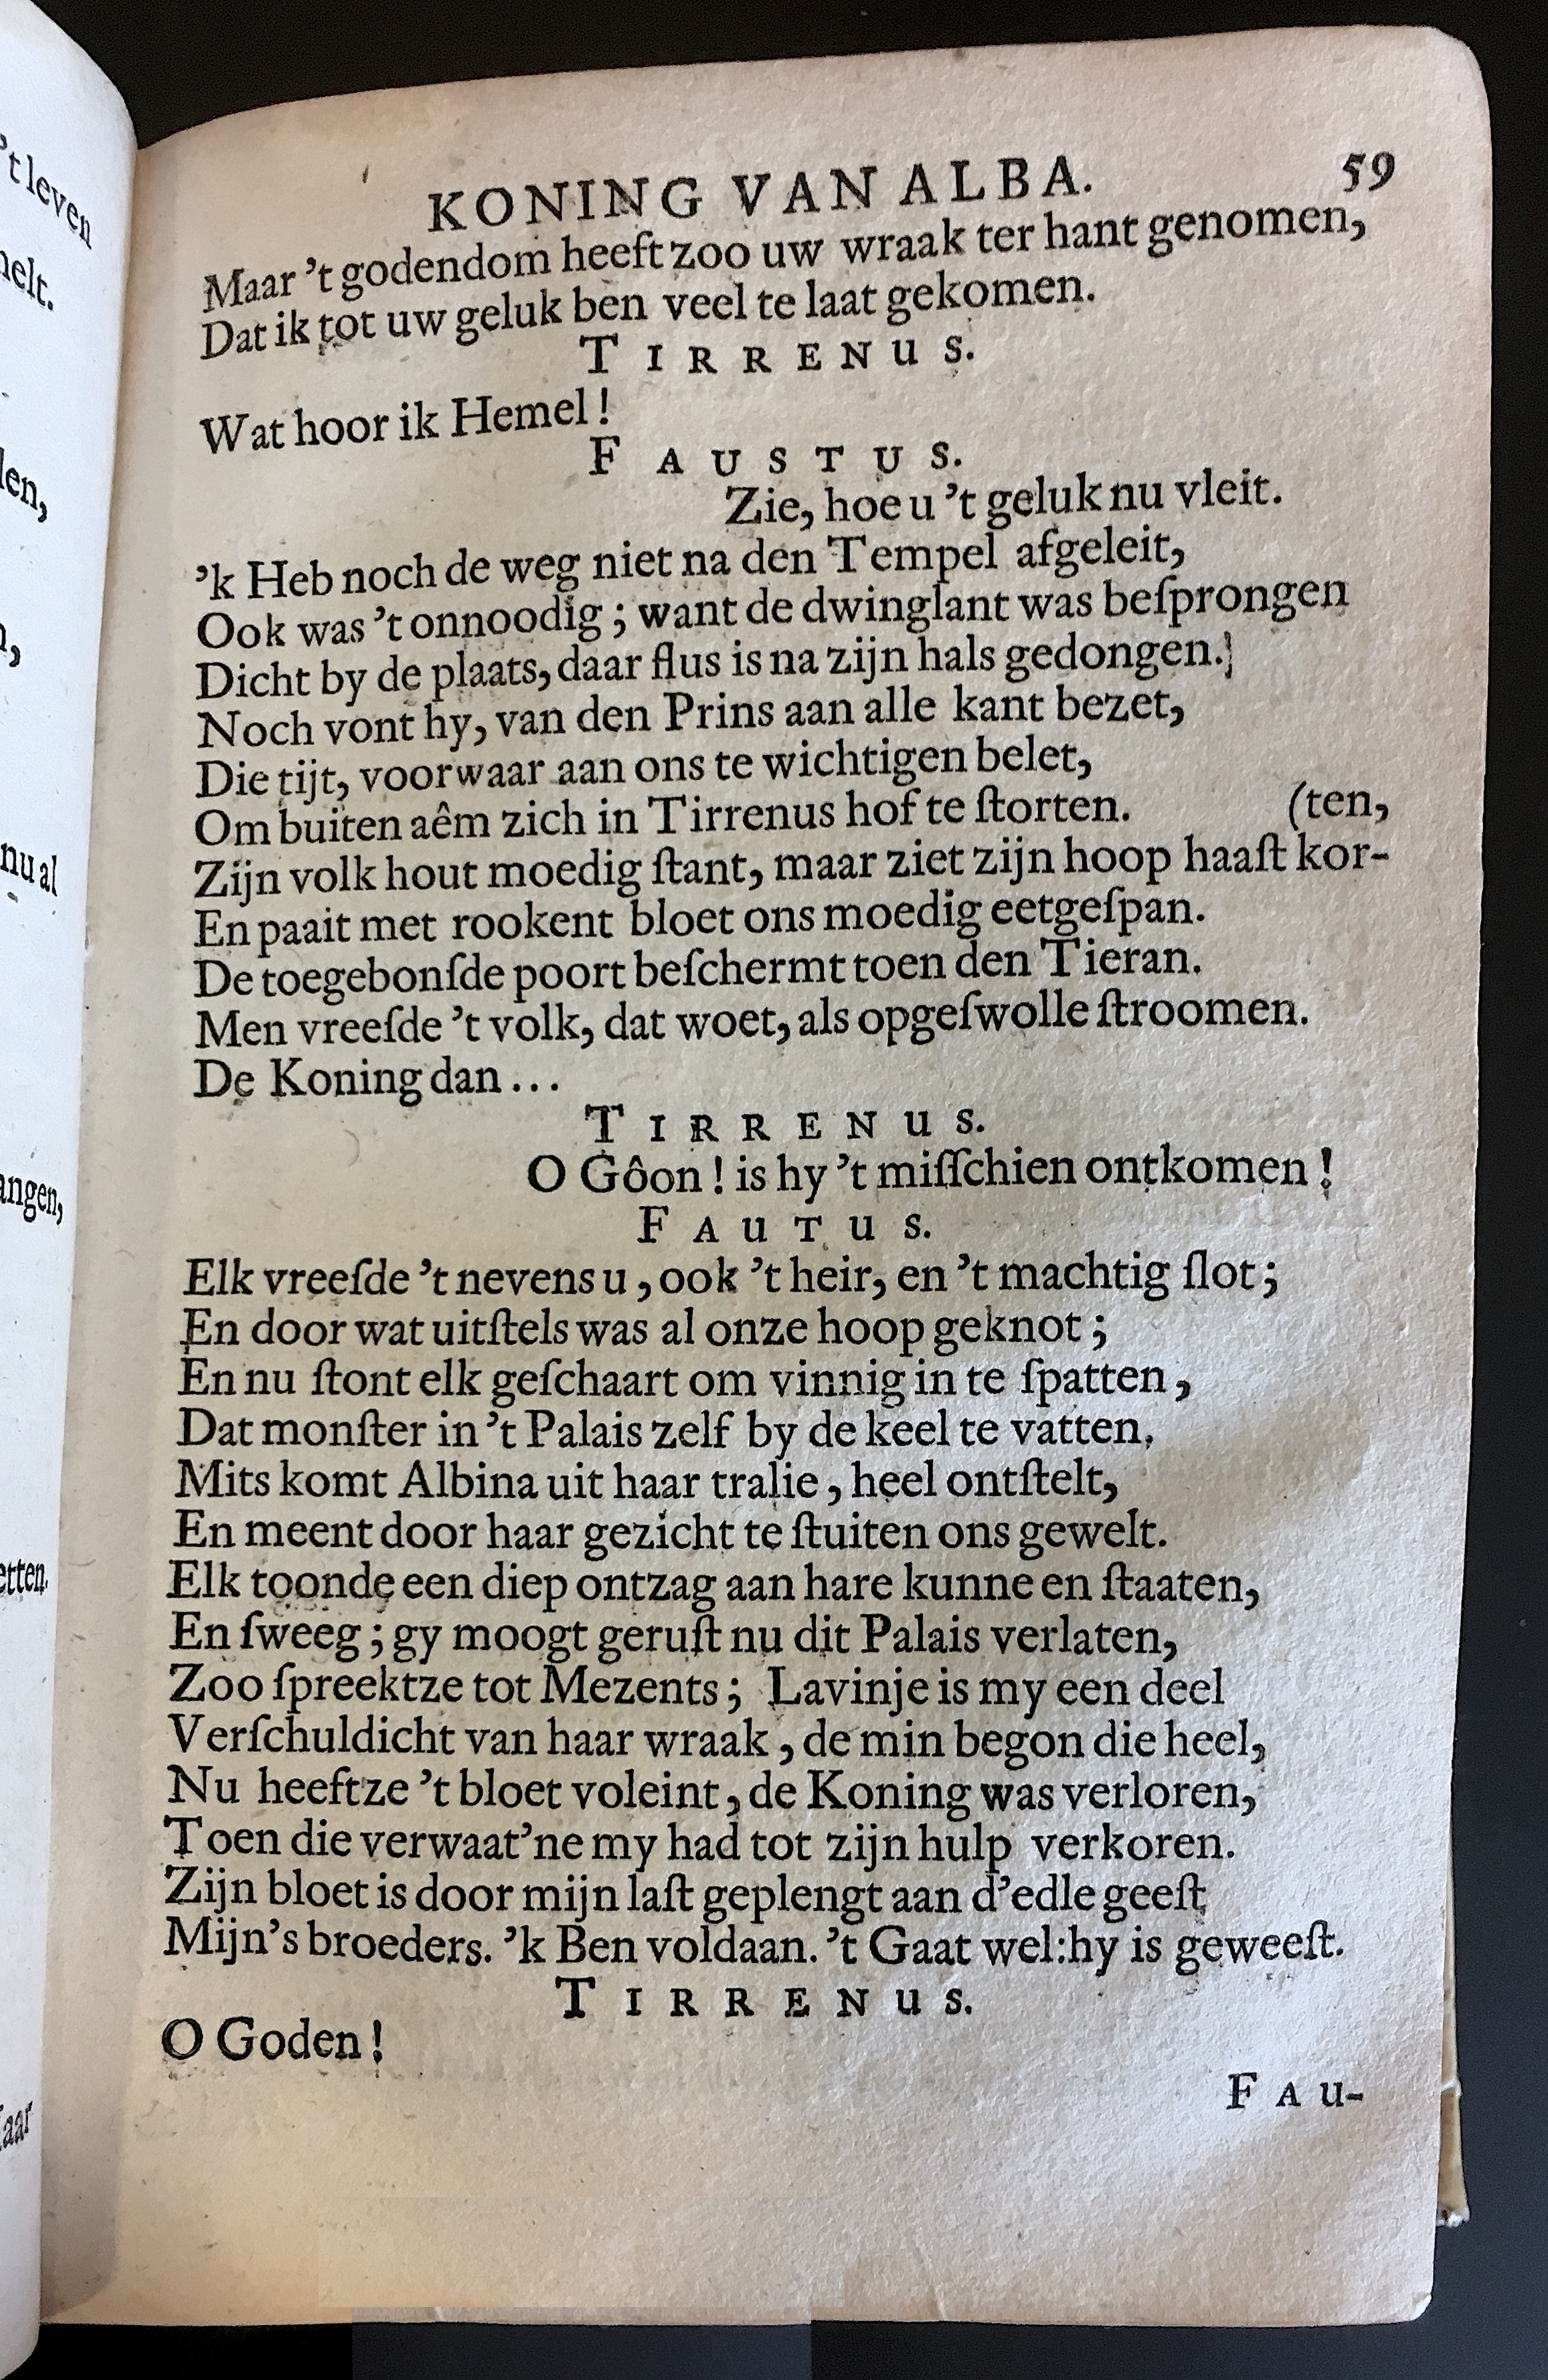 't leven
KONING VAN ALBA. 59
Maar 't godendom heeft zoo uw wraak ter hant genomen,
Dat ik tot uw geluk ben veel te laat gekomen.
TIRRENUS.
Wat hoor ik Hemel!
FAUSTUS.
Zie, hoe u 't geluk nu vleit.
'k Heb noch de weg niet na den Tempel afgeleit,
Ook was 't onnoodig; want de dwinglant was beſprongen
Dicht by de plaats, daar flus is na zijn hals gedongen.
Noch vont hy, van den Prins aan alle kant bezet,
Die tijt, voorwaar aan ons te wichtigen belet,
Om buiten aêm zich in Tirrenus hof te ſtorten. (ten,
Zijn volk hout moedig ſtant, maar ziet zijn hoop haaſt kor-
En paait met rookent bloet ons moedig eetgeſpan.
De toegebonſde poort beſchermt toen den Tieran.
Men vreeſde 't volk, dat woet, als opgeſwolle ſtroomen.
De Koning dan...
TIRRENUS.
O Gôon! is hy 't miſſchien ontkomen!
FAUTUS.
Elk vreeſde 't nevens u, ook 't heir, en 't machtig ſlot;
En door wat uitſtels was al onze hoop geknot;
En nu ſtont elk geſchaart om vinnig in te ſpatten,
Dat monſter in 't Palais zelf by de keel te vatten.
Mits komt Albina uit haar tralie, heel ontſtelt,
En meent door haar gezicht te ſtuiten ons gewelt.
Elk toonde een diep ontzag aan hare kunne en ſtaaten,
En ſweeg; gy moogt geruſt nu dit Palais verlaten,
Zoo ſpreektze tot Mezents; Lavinje is my een deel
Verſchuldicht van haar wraak, de min begon die heel,
Nu heeftze 't bloet voleint, de Koning was verloren,
Toen die verwaat'ne my had tot zijn hulp verkoren.
Zijn bloet is door mijn laſt geplengt aan d'edle geeſt
Mijn's broeders. 'k Ben voldaan. 't Gaat wel: hy is geweeſt.
TIRRENUS.
O Goden!
FAU-